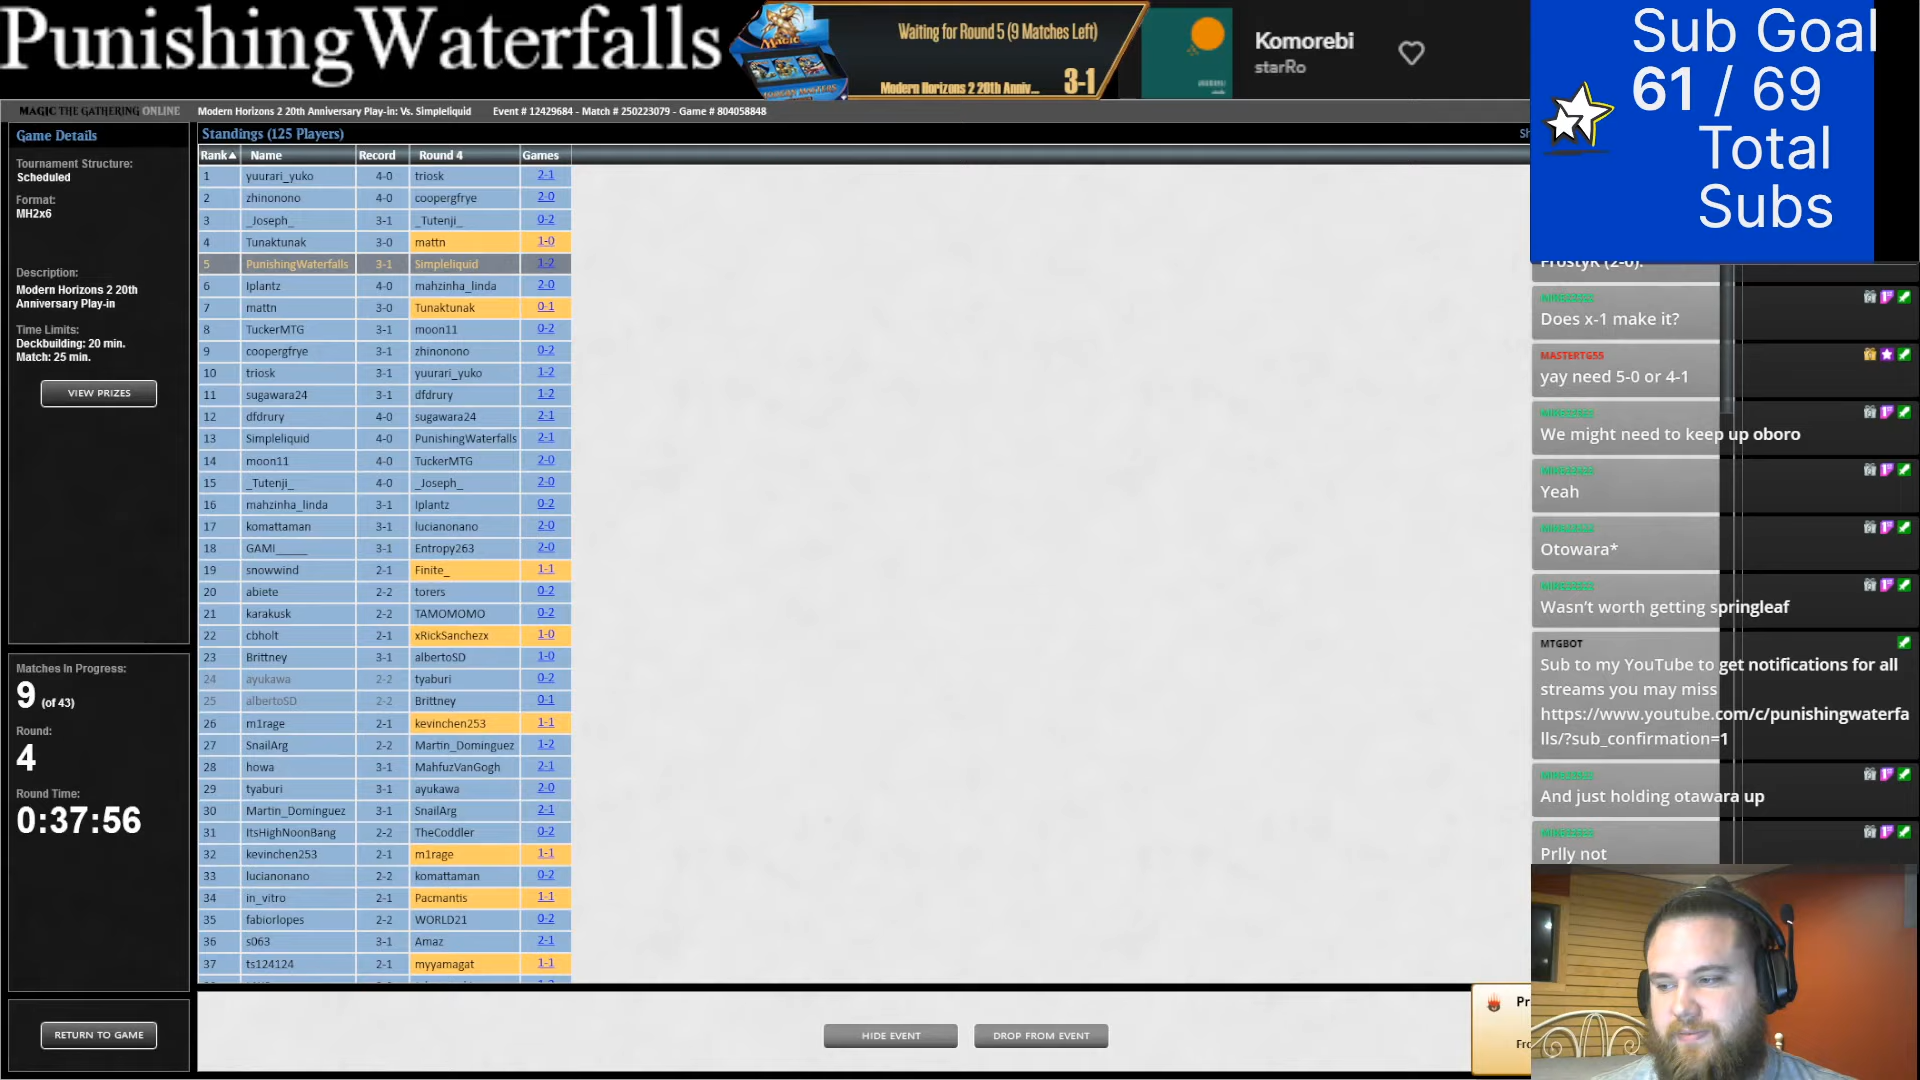 PunishingWaterfalls
Waiting for Round 5 (9 Matches Left)
Modern Horizons 2 20th Anniv...
3-1
Komorebi
starRo
Sub Goal
61 / 69
Total
Subs
MAGIC THE GATHERING ONLINE
Modern Horizons 2 20th Anniversary Play-in: Vs. Simpleliquid
Event # 12429684 - Match # 250223079 - Game # 804058848
Game Details
Tournament Structure:
Scheduled
Format:
MH2x6
Description:
Modern Horizons 2 20th
Anniversary Play-in
Time Limits:
Deckbuilding: 20 min.
Match: 25 min.
VIEW PRIZES
Matches In Progress:
9 (of 43)
Round:
4
Round Time:
0:37:56
RETURN TO GAME
Standings (125 Players)
Sh
Rank Name Record Round 4 Games
1 yuurari_yuko 4-0 triosk 2-1
2 zhinonono 4-0 coopergfrye 2-0
3 _Joseph_ 3-1 _Tutenji_ 0-2
4 Tunaktunak 3-0 mattn 1-0
5 PunishingWaterfalls 3-1 Simpleliquid 1-2
6 Iplantz 4-0 mahzinha_linda 2-0
7 mattn 3-0 Tunaktunak 0-1
8 TuckerMTG 3-1 moon11 0-2
9 coopergfrye 3-1 zhinonono 0-2
10 triosk 3-1 yuurari_yuko 1-2
11 sugawara24 3-1 dfdrury 1-2
12 dfdrury 4-0 sugawara24 2-1
13 Simpleliquid 4-0 PunishingWaterfalls 2-1
14 moon11 4-0 TuckerMTG 2-0
15 _Tutenji_ 4-0 _Joseph_ 2-0
16 mahzinha_linda 3-1 Iplantz 0-2
17 komattaman 3-1 lucianonano 2-0
18 GAMI_____ 3-1 Entropy263 2-0
19 snowwind 2-1 Finite_ 1-1
20 abiete 2-2 torers 0-2
21 karakusk 2-2 TAMOMOMO 0-2
22 cbholt 2-1 xRickSanchezx 1-0
23 Brittney 3-1 albertoSD 1-0
24 ayukawa 2-2 tyaburi 0-2
25 albertoSD 2-2 Brittney 0-1
26 m1rage 2-1 kevinchen253 1-1
27 SnailArg 2-2 Martin_Dominguez 1-2
28 howa 3-1 MahfuzVanGogh 2-1
29 tyaburi 3-1 ayukawa 2-0
30 Martin_Dominguez 3-1 SnailArg 2-1
31 ItsHighNoonBang 2-2 TheCoddler 0-2
32 kevinchen253 2-1 m1rage 1-1
33 lucianonano 2-2 komattaman 0-2
34 in_vitro 2-1 Pacmantis 1-1
35 fabiorlopes 2-2 WORLD21 0-2
36 s063 3-1 Amaz 2-1
37 ts124124 2-1 myyamagat 1-1
HIDE EVENT
DROP FROM EVENT
Pr
Fro
FrostyR (2-0).
Does x-1 make it?
MASTERTG55
yay need 5-0 or 4-1
We might need to keep up oboro
Yeah
Otowara*
Wasn't worth getting springleaf
MTGBOT
Sub to my YouTube to get notifications for all
streams you may miss
https://www.youtube.com/c/punishingwaterfa
lls/?sub_confirmation=1
And just holding otawara up
Prlly not